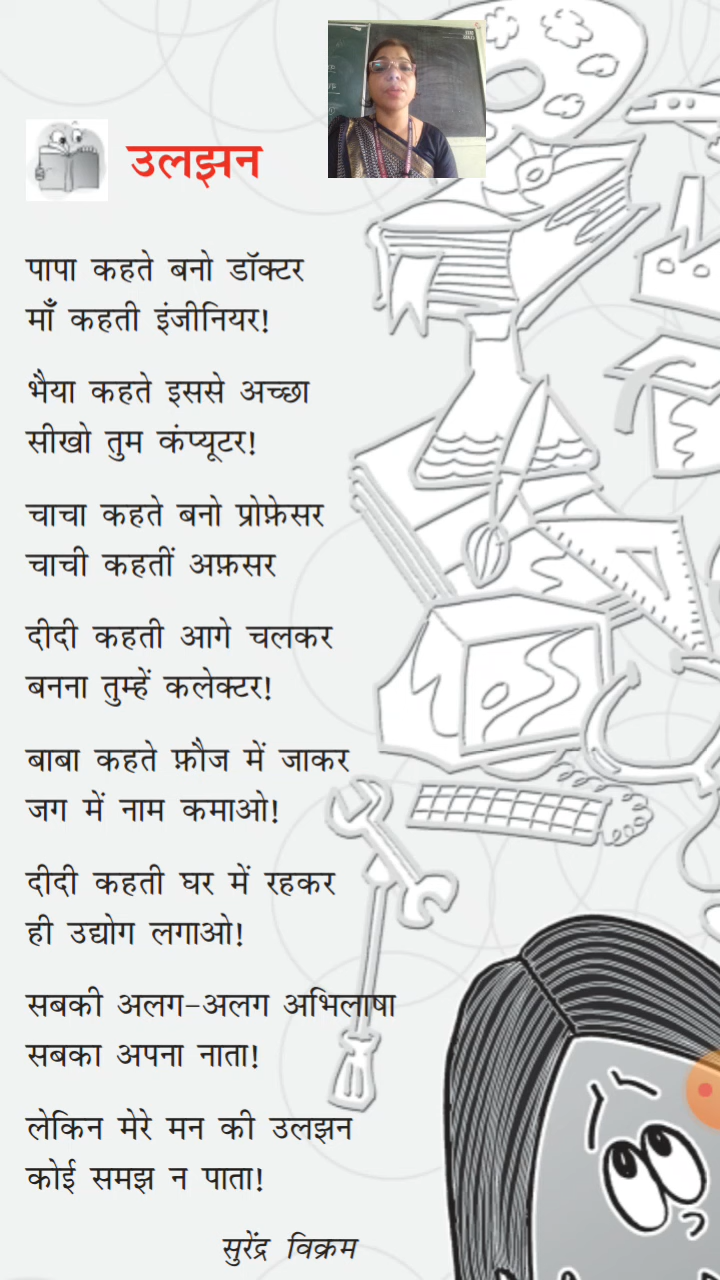 उलझन
पापा कहते बनो डॉक्टर
माँ कहती इंजीनियर!
भैया कहते इससे अच्छा
सीखो तुम कंप्यूटर!
चाचा कहते बनो प्रोफ़ेसर
चाची कहतीं अफ़सर
दीदी कहती आगे चलकर
बनना तुम्हें कलेक्टर!
बाबा कहते फ़ौज में जाकर
जग में नाम कमाओ!
दीदी कहती घर में रहकर
ही उद्योग लगाओ!
सबकी अलग-अलग अभिलाषा
सबका अपना नाता!
लेकिन मेरे मन की उलझन
कोई समझ न पाता!
सुरेंद्र विक्रम